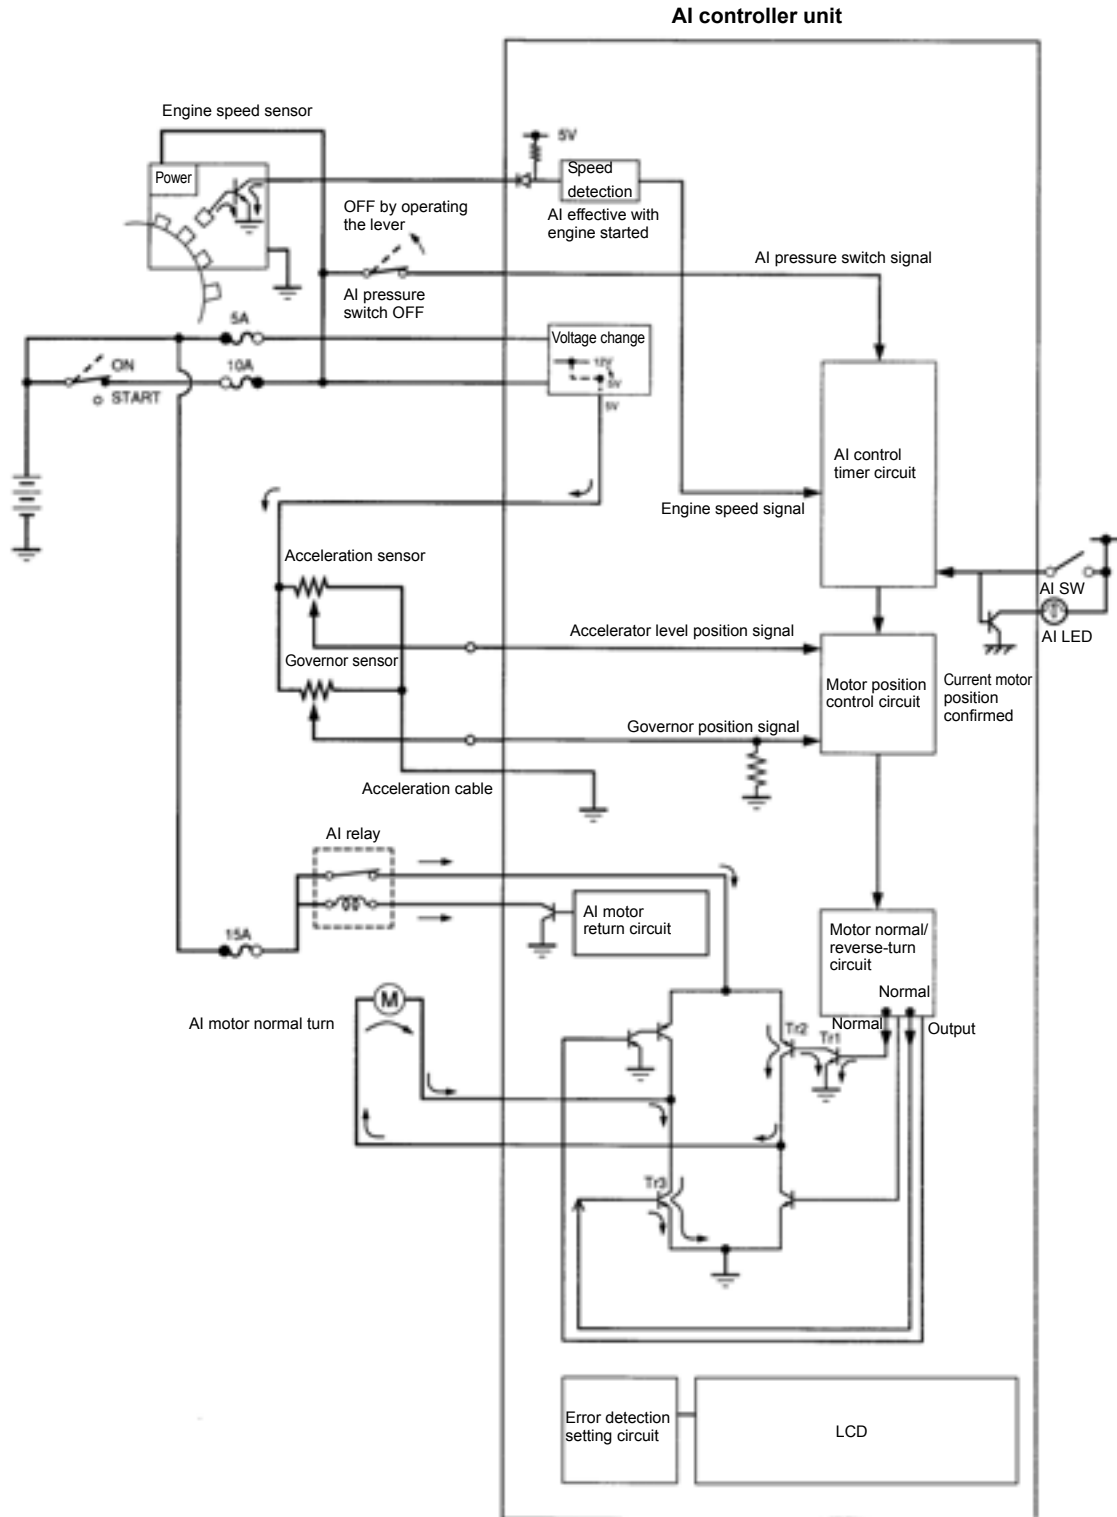 AI controller unit
Engine speed sensor
5V
Power
Speed
detection
OFF by operating
the lever
AI effective with
engine started
AI pressure switch signal
AI pressure
switch OFF
5A
Voltage change
12V
5V
5V
ON
10A
START
AI control
timer circuit
Engine speed signal
Acceleration sensor
AI SW
AI LED
Accelerator level position signal
Governor sensor
Motor position
control circuit
Current motor
position
confirmed
Governor position signal
Acceleration cable
AI relay
AI motor
return circuit
15A
Motor normal/
reverse-turn
circuit
Normal
M
AI motor normal turn
Normal
Output
Tr2
Tr1
Tr3
Error detection
setting circuit
LCD